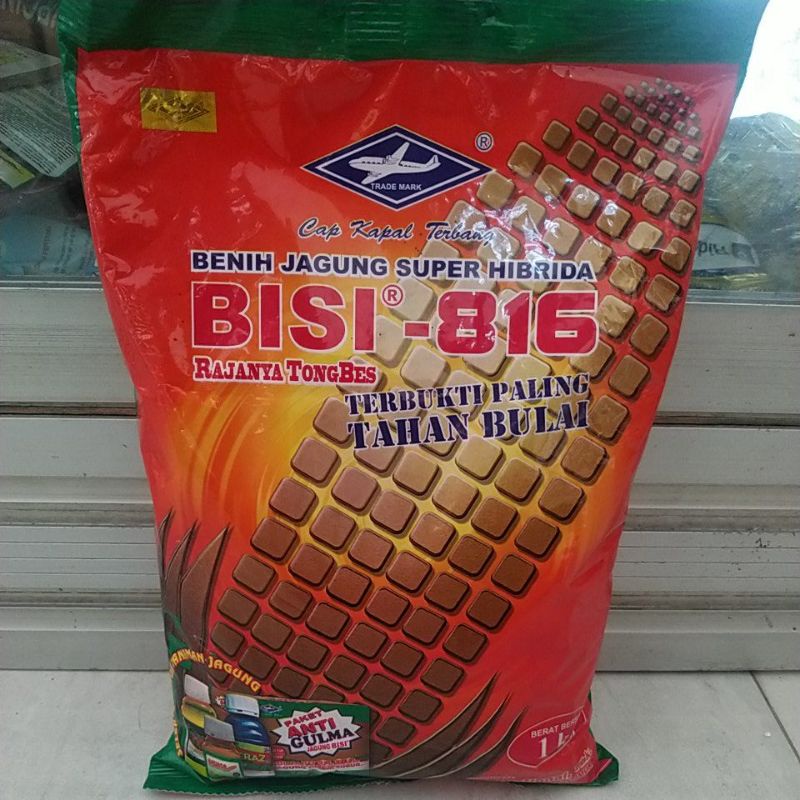 ®
TRADE MARK
Cap Kapal Terbang
BENIH JAGUNG SUPER HIBRIDA
BISI®-816
RAJANYA TONGBES
TERBUKTI PALING
TAHAN BULAI
JAGUNG
PAKET
ANTI
GULMA
JAGUNG BISI®
BERAT
1